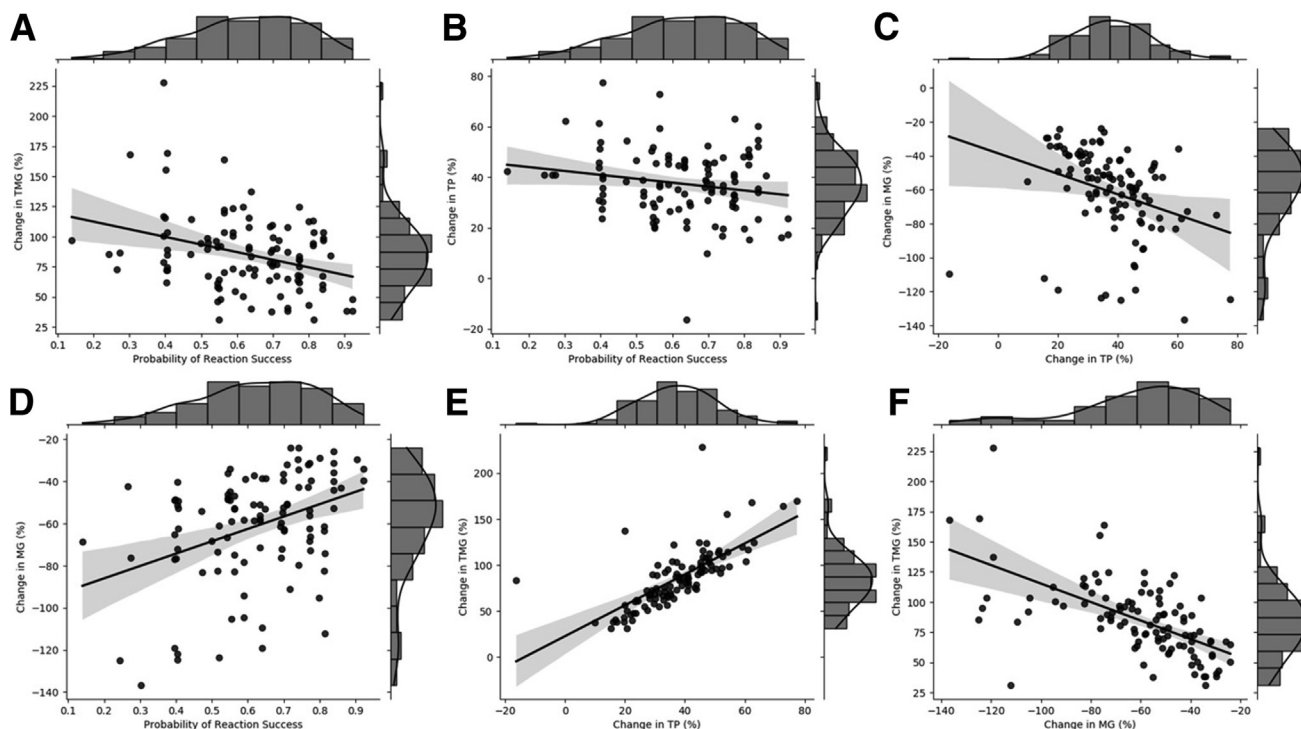 A
B
C
225
200
175
150
125
100
75
50
25
Change in TMG (%)
0.1 0.2 0.3 0.4 0.5 0.6 0.7 0.8 0.9
Probability of Reaction Success
80
60
40
20
0
−20
Change in TP (%)
0.1 0.2 0.3 0.4 0.5 0.6 0.7 0.8 0.9
Probability of Reaction Success
0
−20
−40
−60
−80
−100
−120
−140
Change in MG (%)
−20 0 20 40 60 80
Change in TP (%)
D
E
F
−20
−40
−60
−80
−100
−120
−140
Change in MG (%)
0.1 0.2 0.3 0.4 0.5 0.6 0.7 0.8 0.9
Probability of Reaction Success
200
150
100
50
0
Change in TMG (%)
−20 0 20 40 60 80
Change in TP (%)
225
200
175
150
125
100
75
50
25
Change in TMG (%)
−140 −120 −100 −80 −60 −40 −20
Change in MG (%)